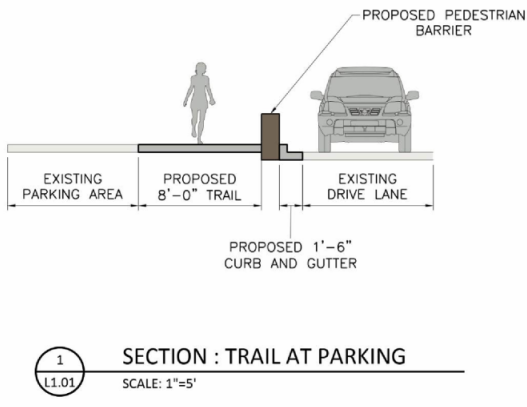 PROPOSED PEDESTRIAN
BARRIER
EXISTING
PARKING AREA
PROPOSED
8'-0" TRAIL
EXISTING
DRIVE LANE
PROPOSED 1'-6"
CURB AND GUTTER
1
L1.01
SECTION : TRAIL AT PARKING
SCALE: 1"=5'